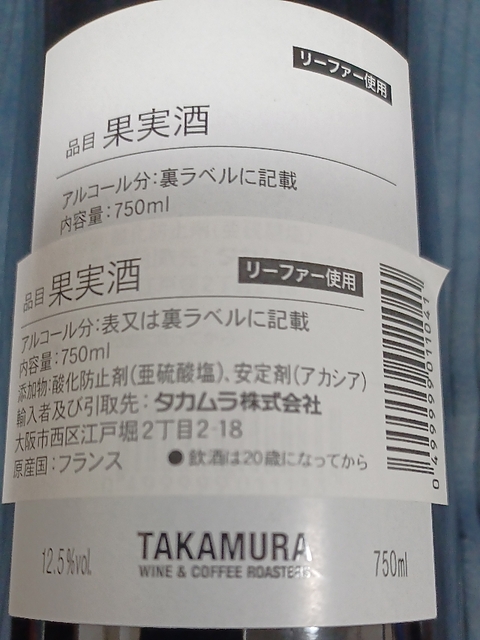 リーファー使用
品目 果実酒
アルコール分:裏ラベルに記載
内容量:750ml
品目 果実酒 リーファー使用
アルコール分:表又は裏ラベルに記載
内容量:750ml
添加物:酸化防止剤(亜硫酸塩)、安定剤(アカシア)
輸入者及び引取先:タカムラ株式会社
大阪市西区江戸堀2丁目2-18
原産国:フランス ●飲酒は20歳になってから
12.5%vol. TAKAMURA 750ml
WINE & COFFEE ROASTERS